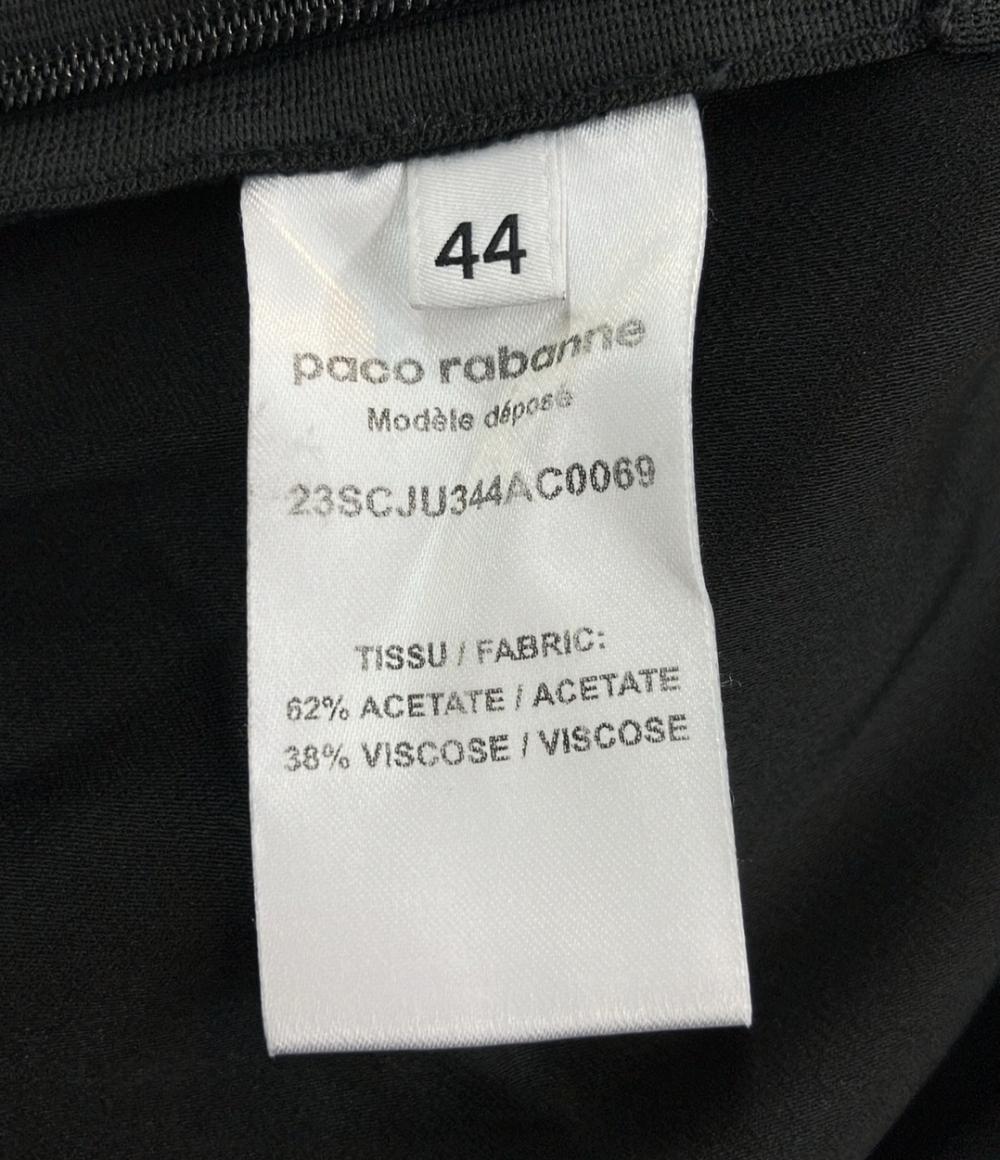 44
paco rabanne
Modèle déposé
23SCJU344AC0069
TISSU / FABRIC:
62% ACETATE / ACETATE
38% VISCOSE / VISCOSE